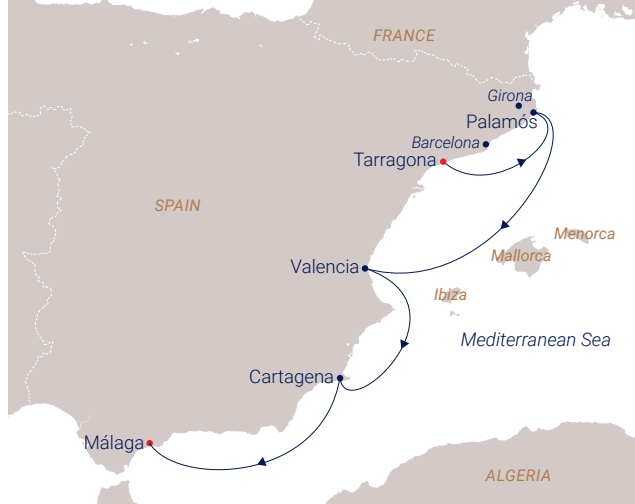 FRANCE
Girona
Palamós
Barcelona
Tarragona
SPAIN
Menorca
Mallorca
Valencia
Ibiza
Mediterranean Sea
Cartagena
Málaga
ALGERIA